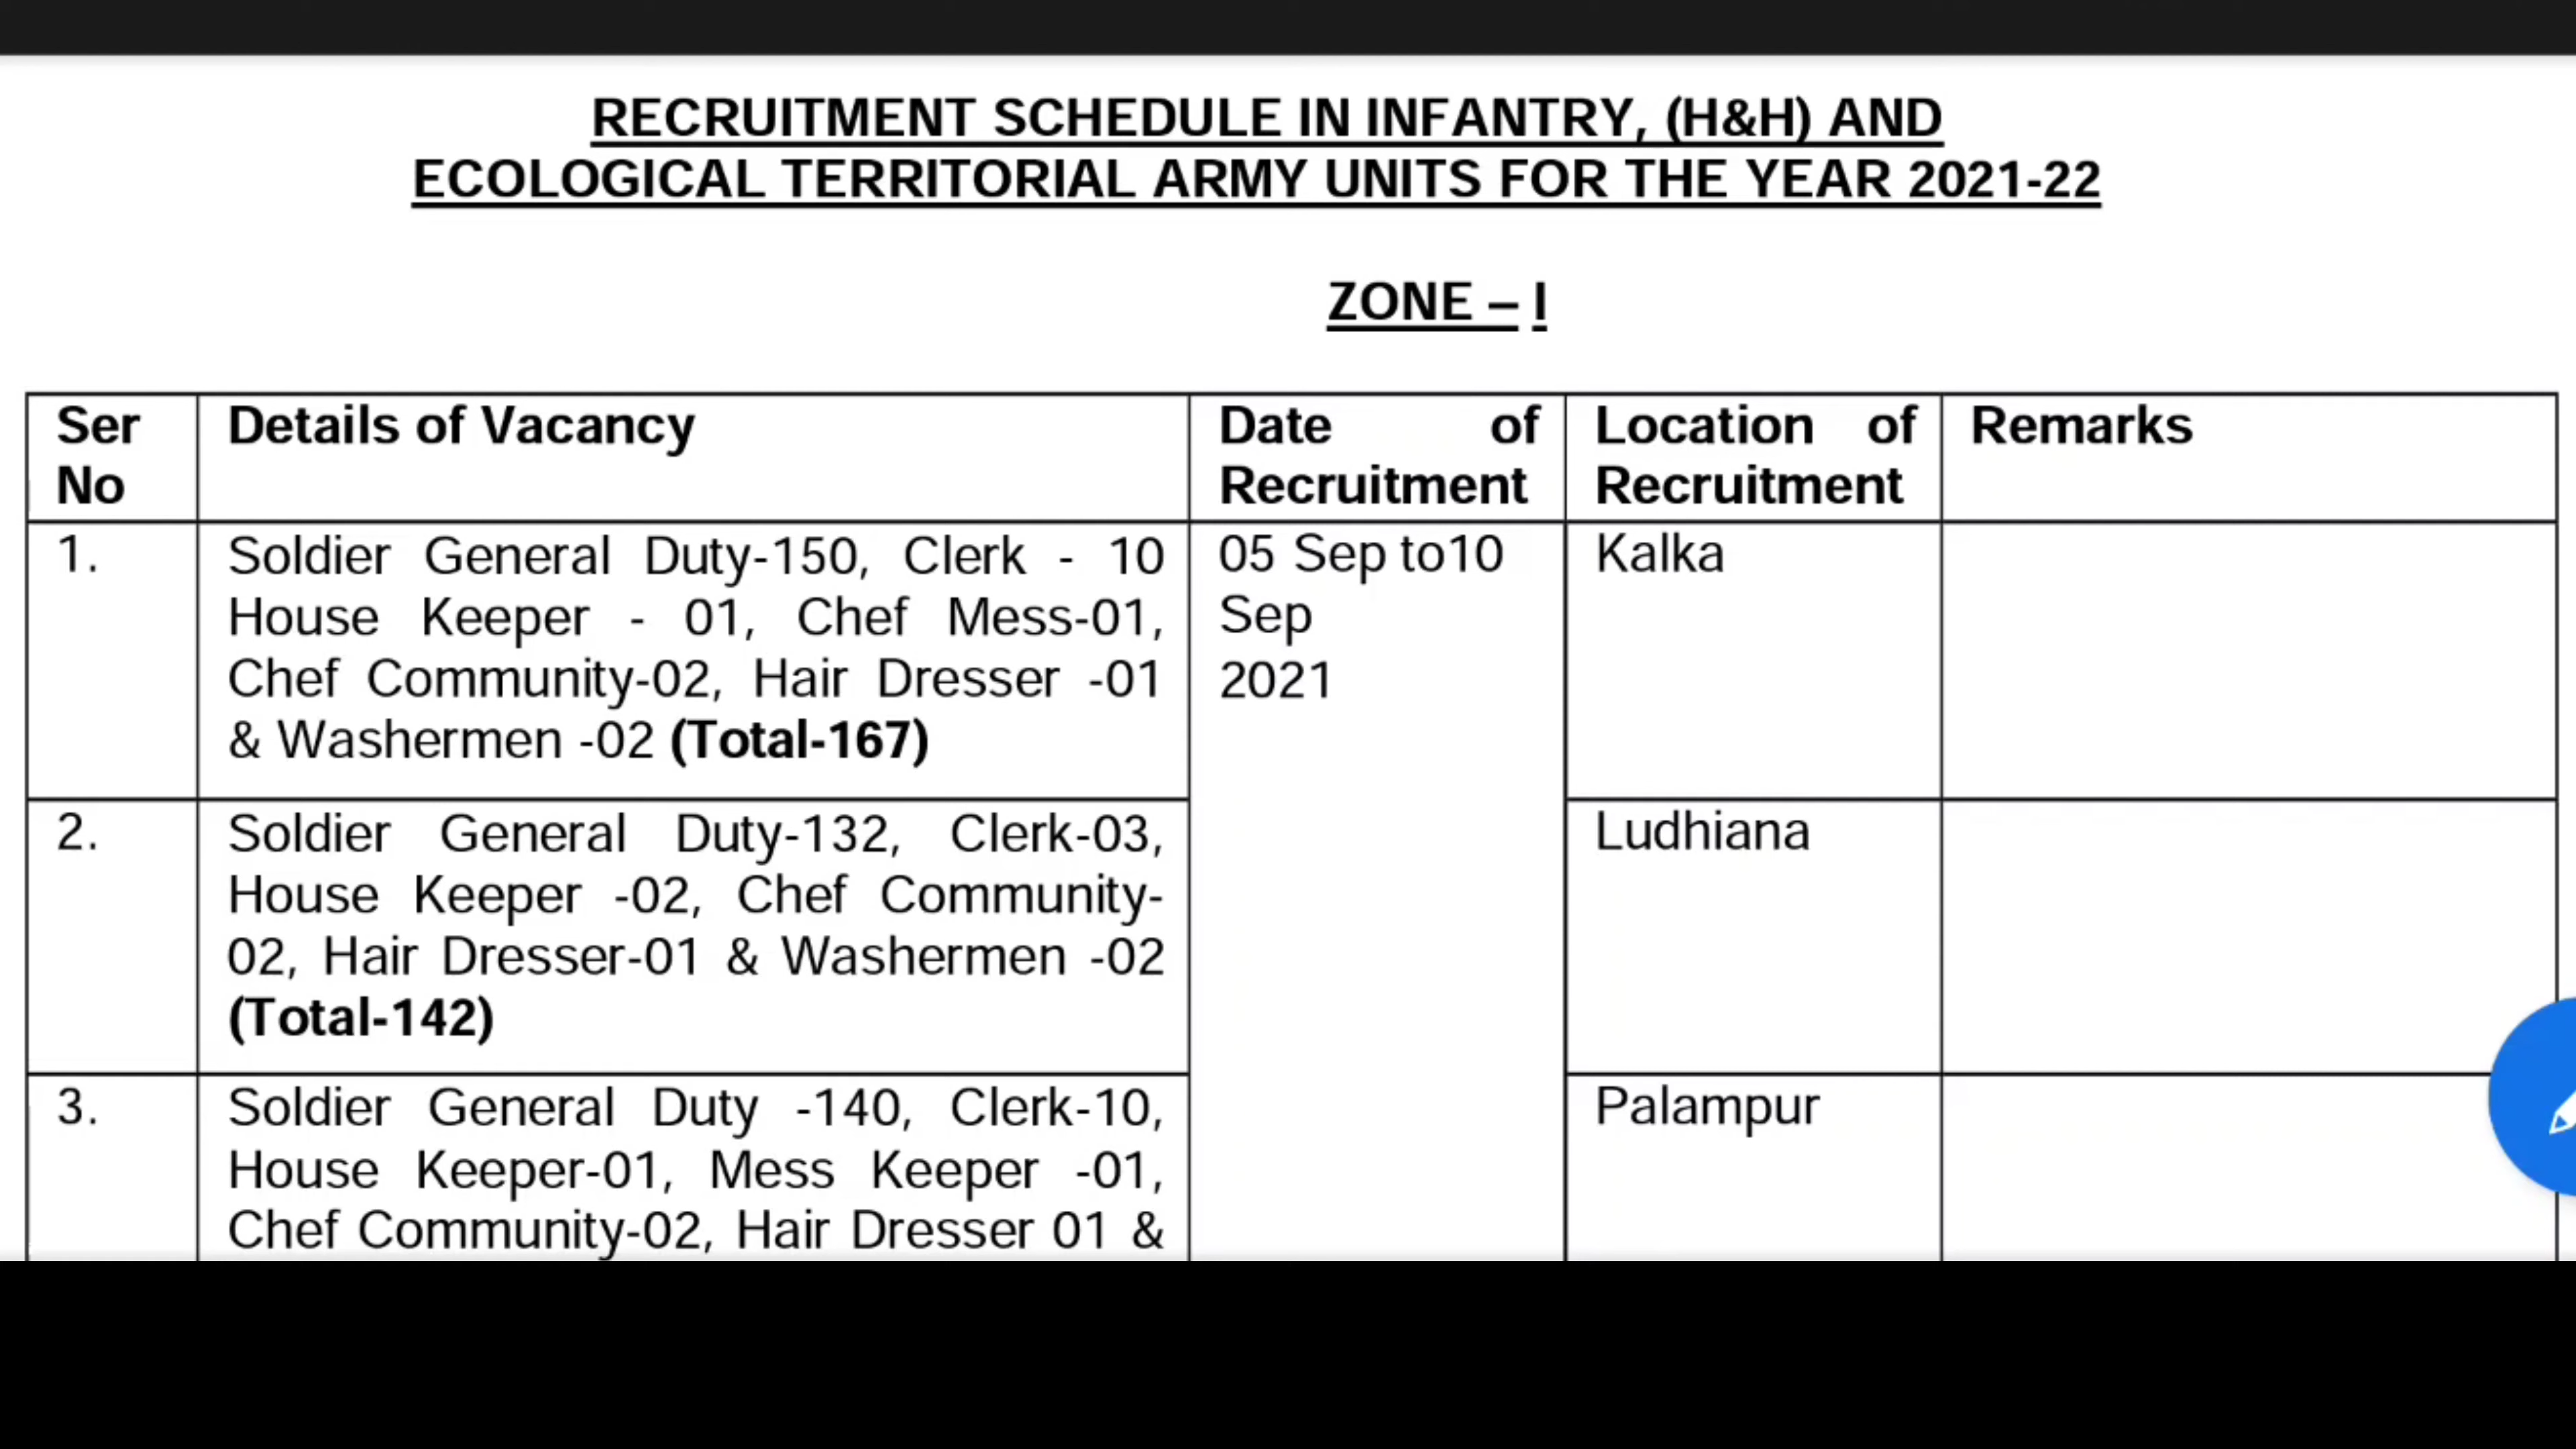 RECRUITMENT SCHEDULE IN INFANTRY, (H&H) AND
ECOLOGICAL TERRITORIAL ARMY UNITS FOR THE YEAR 2021-22
ZONE – I
Ser No
Details of Vacancy
Date of Recruitment
Location of Recruitment
Remarks
1.
Soldier General Duty-150, Clerk - 10
House Keeper - 01, Chef Mess-01,
Chef Community-02, Hair Dresser -01
& Washermen -02 (Total-167)
05 Sep to10
Sep
2021
Kalka
2.
Soldier General Duty-132, Clerk-03,
House Keeper -02, Chef Community-
02, Hair Dresser-01 & Washermen -02
(Total-142)
Ludhiana
3.
Soldier General Duty -140, Clerk-10,
House Keeper-01, Mess Keeper -01,
Chef Community-02, Hair Dresser 01 &
Palampur